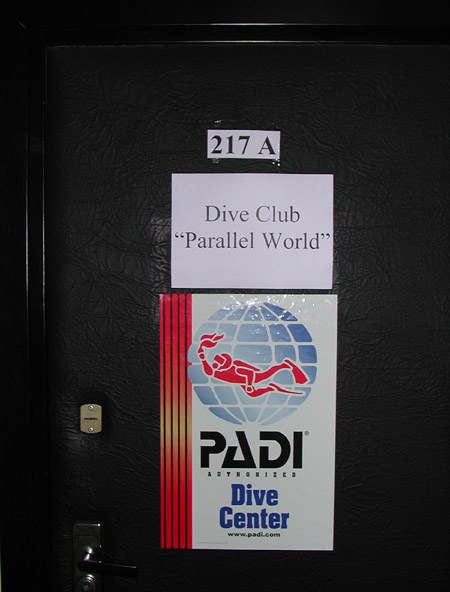 217 A
Dive Club
“Parallel World”
PADI®
AUTHORIZED
Dive
Center
www.padi.com